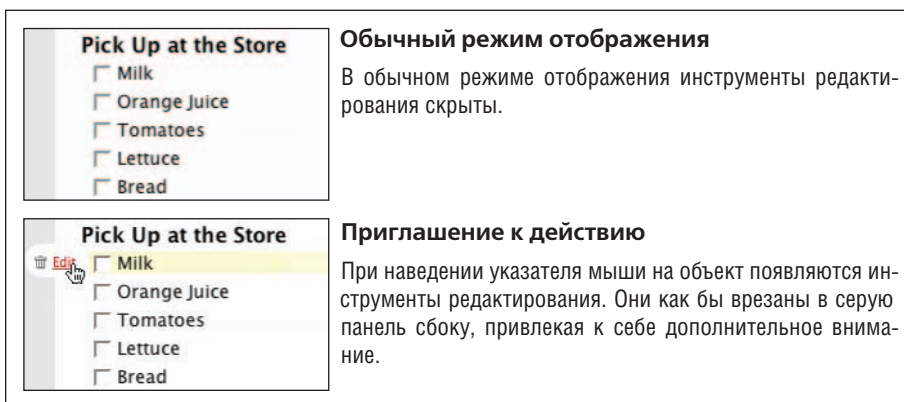 Pick Up at the Store
Milk
Orange Juice
Tomatoes
Lettuce
Bread
Обычный режим отображения
В обычном режиме отображения инструменты редакти-
рования скрыты.
Pick Up at the Store
Edit
Milk
Orange Juice
Tomatoes
Lettuce
Bread
Приглашение к действию
При наведении указателя мыши на объект появляются ин-
струменты редактирования. Они как бы врезаны в серую
панель сбоку, привлекая к себе дополнительное внима-
ние.